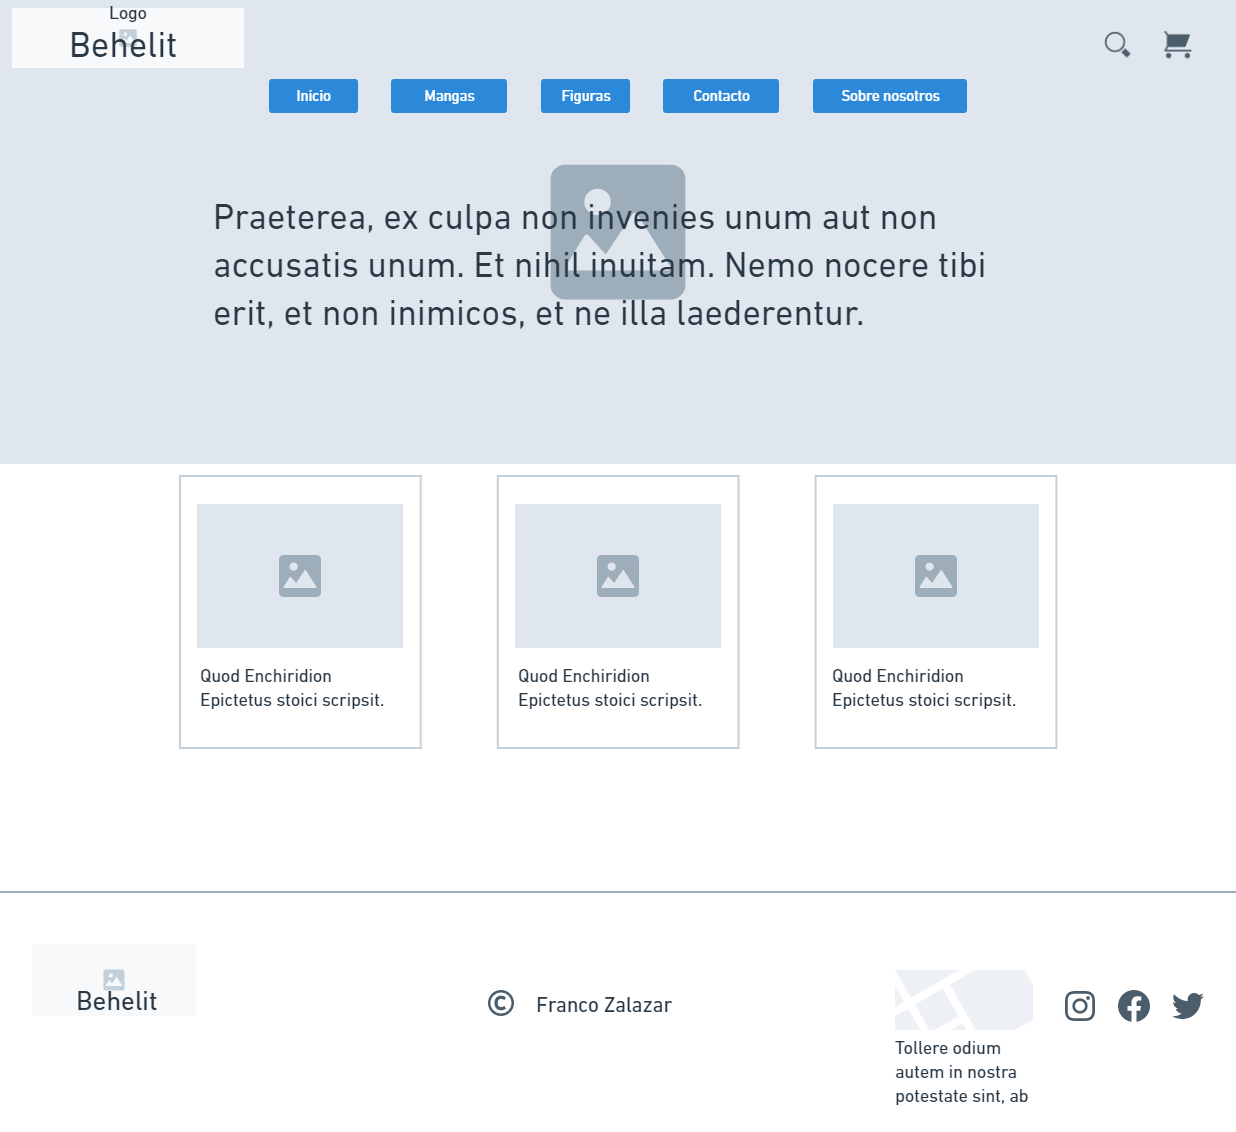 Logo
Behelit
Inicio
Mangas
Figuras
Contacto
Sobre nosotros
Praeterea, ex culpa non invenies unum aut non
accusatis unum. Et nihil inuitam. Nemo nocere tibi
erit, et non inimicos, et ne illa laederentur.
Quod Enchiridion
Epictetus stoici scripsit.
Quod Enchiridion
Epictetus stoici scripsit.
Quod Enchiridion
Epictetus stoici scripsit.
Behelit
© Franco Zalazar
Tollere odium
autem in nostra
potestate sint, ab